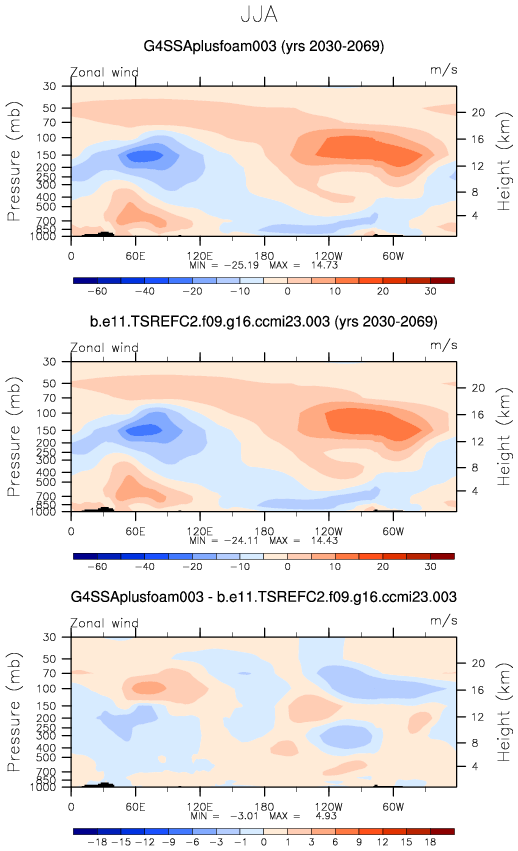 JJA
G4SSAplusfoam003 (yrs 2030-2069)
Zonal wind m/s
Pressure (mb)
30
50
70
100
150
200
250
300
400
500
700
850
1000
20
16
12
8
4
Height (km)
0 60E 120E 180 120W 60W
MIN = −25.19 MAX = 14.73
−60 −40 −20 −10 0 10 20 30
b.e11.TSREFC2.f09.g16.ccmi23.003 (yrs 2030-2069)
Zonal wind m/s
Pressure (mb)
30
50
70
100
150
200
250
300
400
500
700
850
1000
20
16
12
8
4
Height (km)
0 60E 120E 180 120W 60W
MIN = −24.11 MAX = 14.43
−60 −40 −20 −10 0 10 20 30
G4SSAplusfoam003 - b.e11.TSREFC2.f09.g16.ccmi23.003
Zonal wind m/s
Pressure (mb)
30
50
70
100
150
200
250
300
400
500
700
850
1000
20
16
12
8
4
Height (km)
0 60E 120E 180 120W 60W
MIN = −3.01 MAX = 4.93
−18 −15 −12 −9 −6 −3 −1 0 1 3 6 9 12 15 18